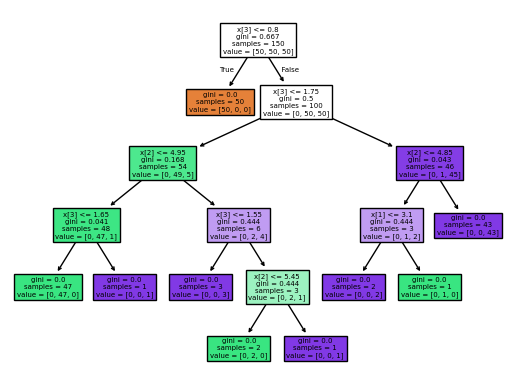 x[3] <= 0.8
gini = 0.667
samples = 150
value = [50, 50, 50]
True
False
gini = 0.0
samples = 50
value = [50, 0, 0]
x[3] <= 1.75
gini = 0.5
samples = 100
value = [0, 50, 50]
x[2] <= 4.95
gini = 0.168
samples = 54
value = [0, 49, 5]
x[2] <= 4.85
gini = 0.043
samples = 46
value = [0, 1, 45]
x[3] <= 1.65
gini = 0.041
samples = 48
value = [0, 47, 1]
x[3] <= 1.55
gini = 0.444
samples = 6
value = [0, 2, 4]
x[1] <= 3.1
gini = 0.444
samples = 3
value = [0, 1, 2]
gini = 0.0
samples = 43
value = [0, 0, 43]
gini = 0.0
samples = 47
value = [0, 47, 0]
gini = 0.0
samples = 1
value = [0, 0, 1]
gini = 0.0
samples = 3
value = [0, 0, 3]
x[2] <= 5.45
gini = 0.444
samples = 3
value = [0, 2, 1]
gini = 0.0
samples = 2
value = [0, 0, 2]
gini = 0.0
samples = 1
value = [0, 1, 0]
gini = 0.0
samples = 2
value = [0, 2, 0]
gini = 0.0
samples = 1
value = [0, 0, 1]